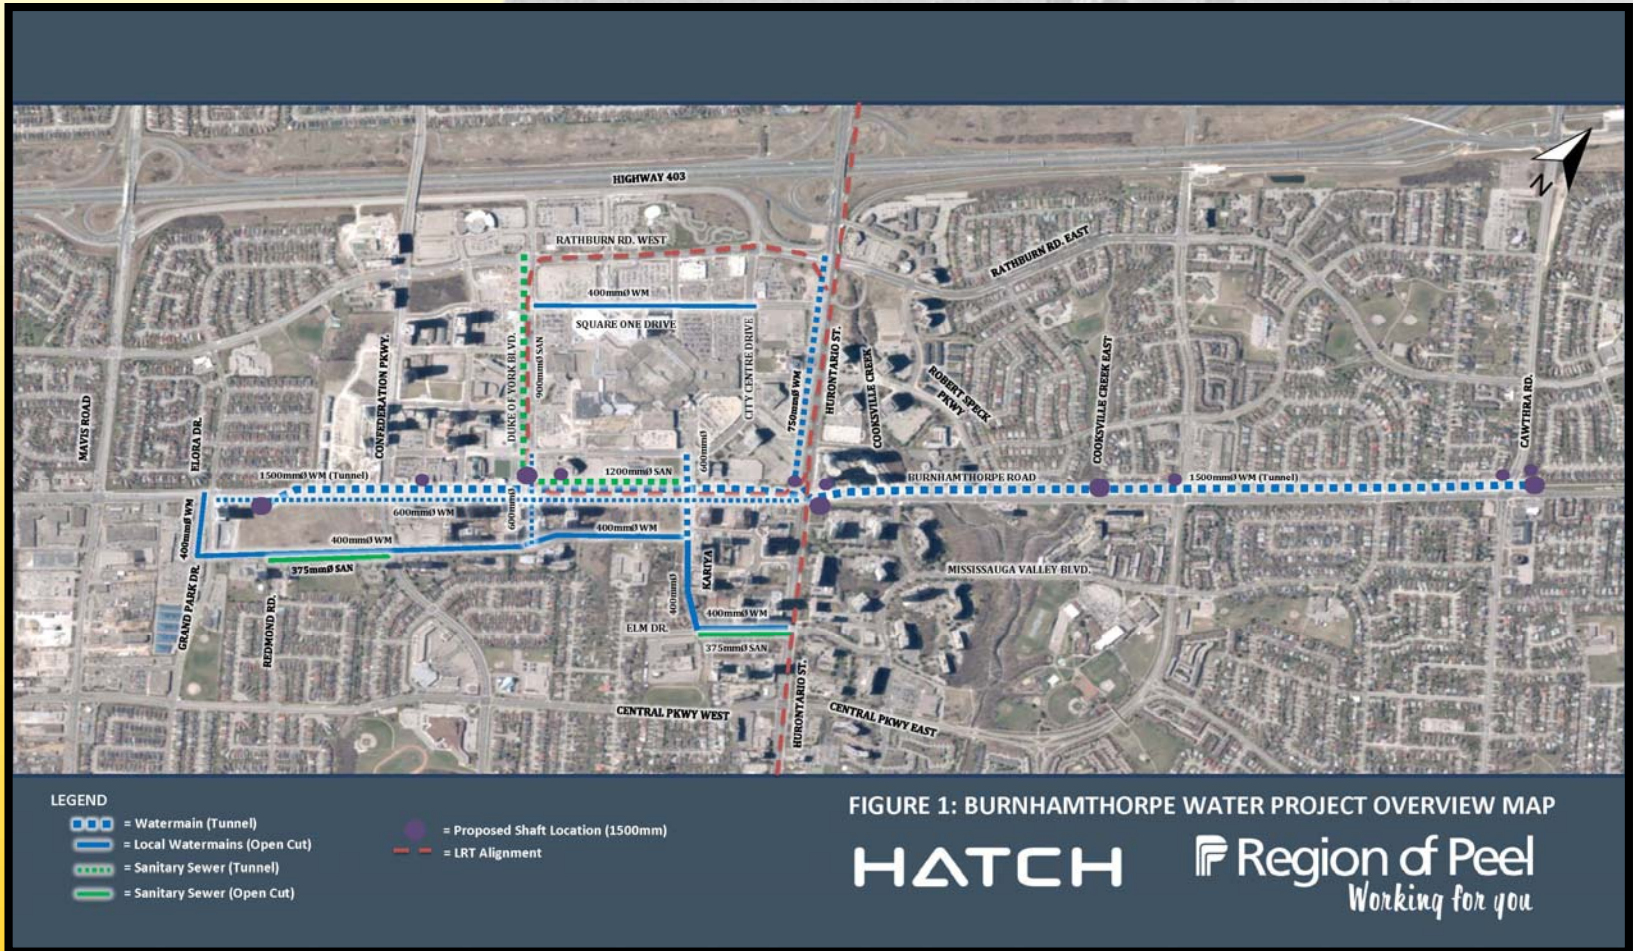 HIGHWAY 403
N
RATHBURN RD. WEST
RATHBURN RD. EAST
400mmØ WM
SQUARE ONE DRIVE
DUKE OF YORK BLVD.
900mmØ SAN
CITY CENTRE DRIVE
750mmØ WM
HURONTARIO ST.
COOKSVILLE CREEK
ROBERT SPECK
PKWY
COOKSVILLE CREEK EAST
CAWTHRA RD.
MAVIS ROAD
ELORA DR.
CONFEDERATION PKWY.
600mmØ
1500mmØ WM (Tunnel)
1200mmØ SAN
BURNHAMTHORPE ROAD
1500mmØ WM (Tunnel)
400mmØ WM
600mmØ WM
600mmØ
400mmØ WM
400mmØ WM
375mmØ SAN
KARIYA
MISSISSAUGA VALLEY BLVD.
GRAND PARK DR.
REDMOND RD.
400mmØ
400mmØ WM
ELM DR.
375mmØ SAN
HURONTARIO ST.
CENTRAL PKWY WEST
CENTRAL PKWY EAST
LEGEND
= Watermain (Tunnel)
= Local Watermains (Open Cut)
= Sanitary Sewer (Tunnel)
= Sanitary Sewer (Open Cut)
= Proposed Shaft Location (1500mm)
= LRT Alignment
FIGURE 1: BURNHAMTHORPE WATER PROJECT OVERVIEW MAP
HATCH
Region of Peel
Working for you